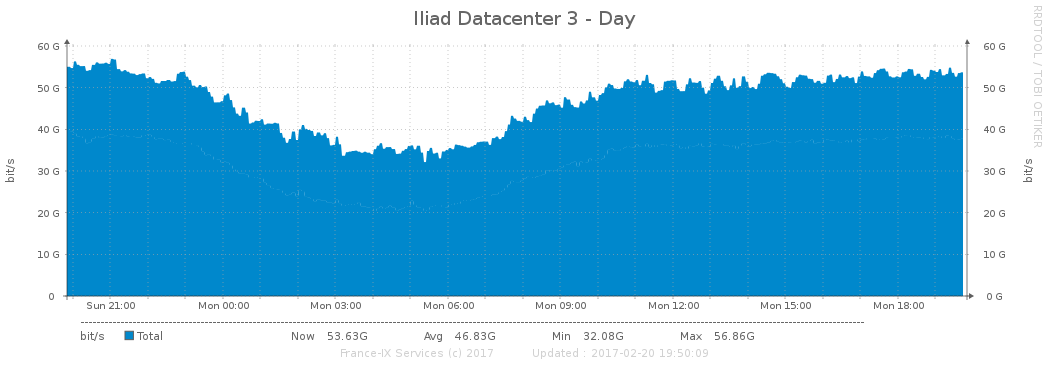 Iliad Datacenter 3 - Day
RRDTOOL / TOBI OETIKER
60 G 60 G
50 G 50 G
40 G 40 G
30 G 30 G
20 G 20 G
10 G 10 G
0 0 G
bit/s bit/s
Sun 21:00 Mon 00:00 Mon 03:00 Mon 06:00 Mon 09:00 Mon 12:00 Mon 15:00 Mon 18:00
bit/s Total Now 53.63G Avg 46.83G Min 32.08G Max 56.86G
France-IX Services (c) 2017 Updated : 2017-02-20 19:50:09